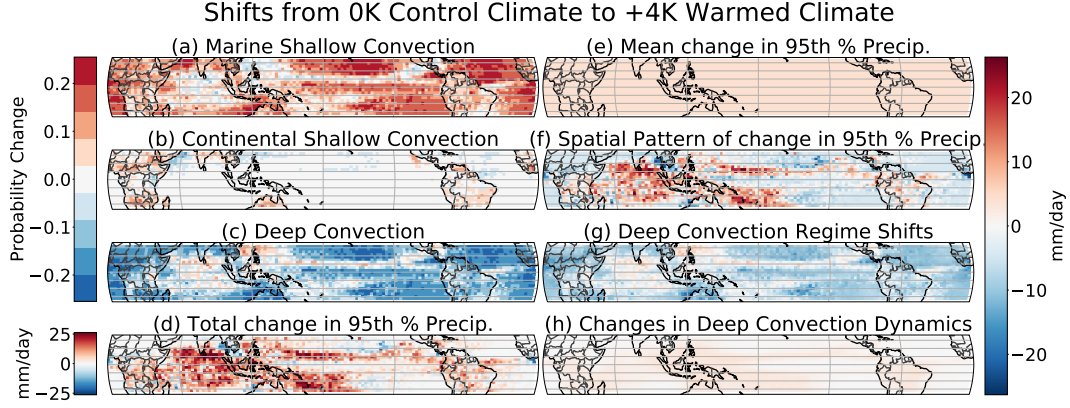 Shifts from 0K Control Climate to +4K Warmed Climate
(a) Marine Shallow Convection
(e) Mean change in 95th % Precip.
(b) Continental Shallow Convection
(f) Spatial Pattern of change in 95th % Precip.
(c) Deep Convection
(g) Deep Convection Regime Shifts
(d) Total change in 95th % Precip.
(h) Changes in Deep Convection Dynamics
Probability Change
0.2
0.1
0.0
−0.1
−0.2
mm/day
25
0
−25
mm/day
20
10
0
−10
−20